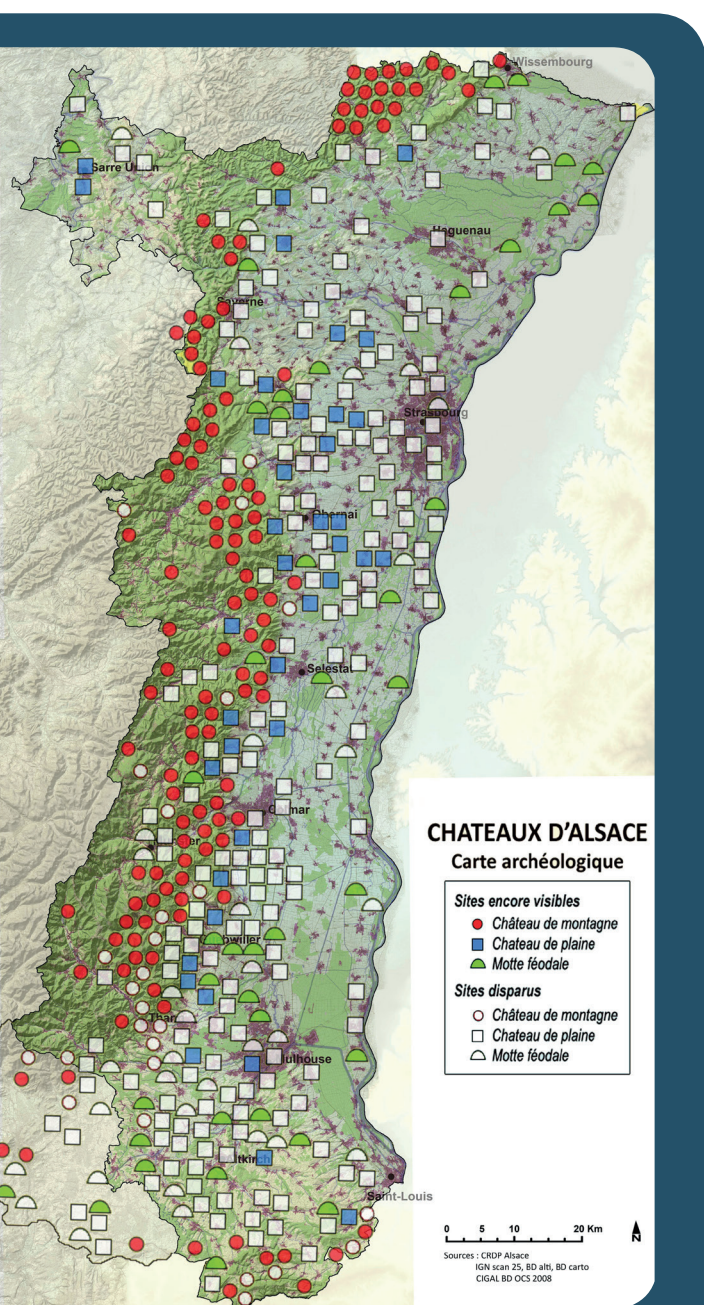 Wissembourg
Sarre Union
Haguenau
Saverne
Strasbourg
Obernai
Selestat
Colmar
Altkirch
Saint-Louis
CHATEAUX D'ALSACE
Carte archéologique
Sites encore visibles
Château de montagne
Chateau de plaine
Motte féodale
Sites disparus
Château de montagne
Chateau de plaine
Motte féodale
0 5 10 20 Km
N
Sources : CRDP Alsace
IGN scan 25, BD alti, BD carto
CIGAL BD OCS 2008